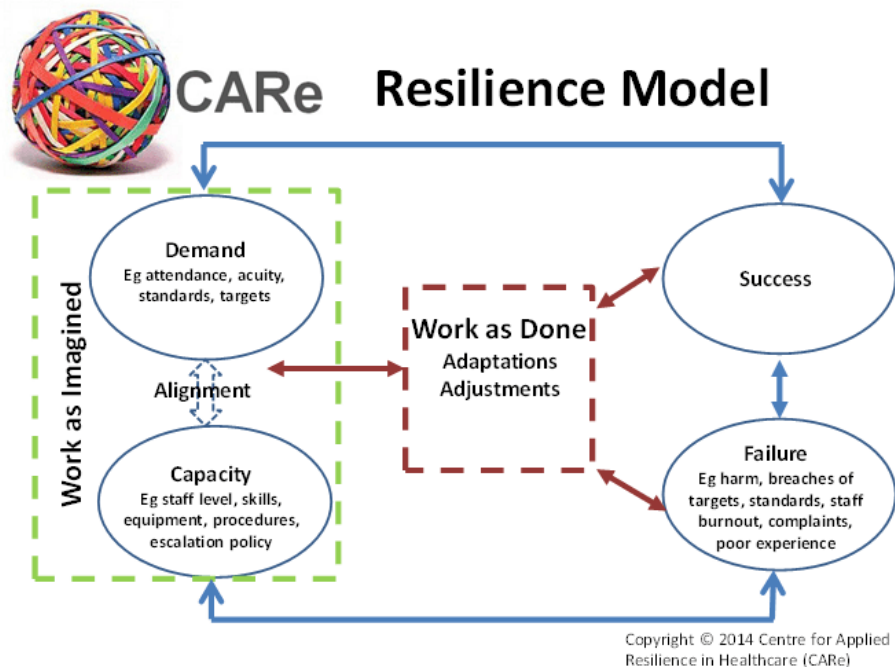 CARe Resilience Model
Demand
Eg attendance, acuity,
standards, targets
Work as Imagined
Alignment
Capacity
Eg staff level, skills,
equipment, procedures,
escalation policy
Work as Done
Adaptations
Adjustments
Success
Failure
Eg harm, breaches of
targets, standards, staff
burnout, complaints,
poor experience
Copyright © 2014 Centre for Applied
Resilience in Healthcare (CARe)